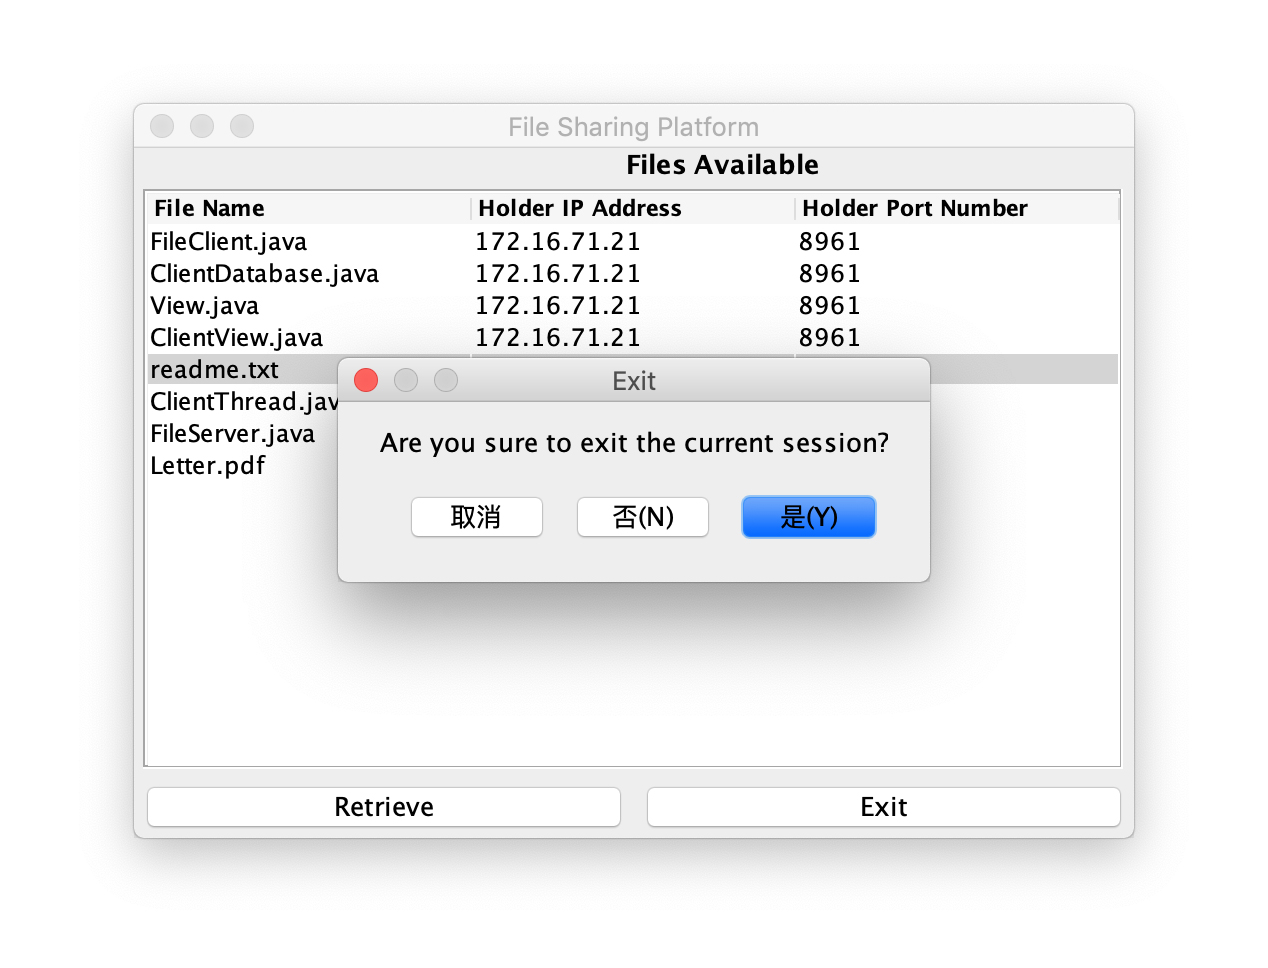 File Sharing Platform
Files Available
File Name Holder IP Address Holder Port Number
FileClient.java 172.16.71.21 8961
ClientDatabase.java 172.16.71.21 8961
View.java 172.16.71.21 8961
ClientView.java 172.16.71.21 8961
readme.txt
Exit
ClientThread.jav
FileServer.java
Are you sure to exit the current session?
Letter.pdf
取消 否(N) 是(Y)
Retrieve Exit